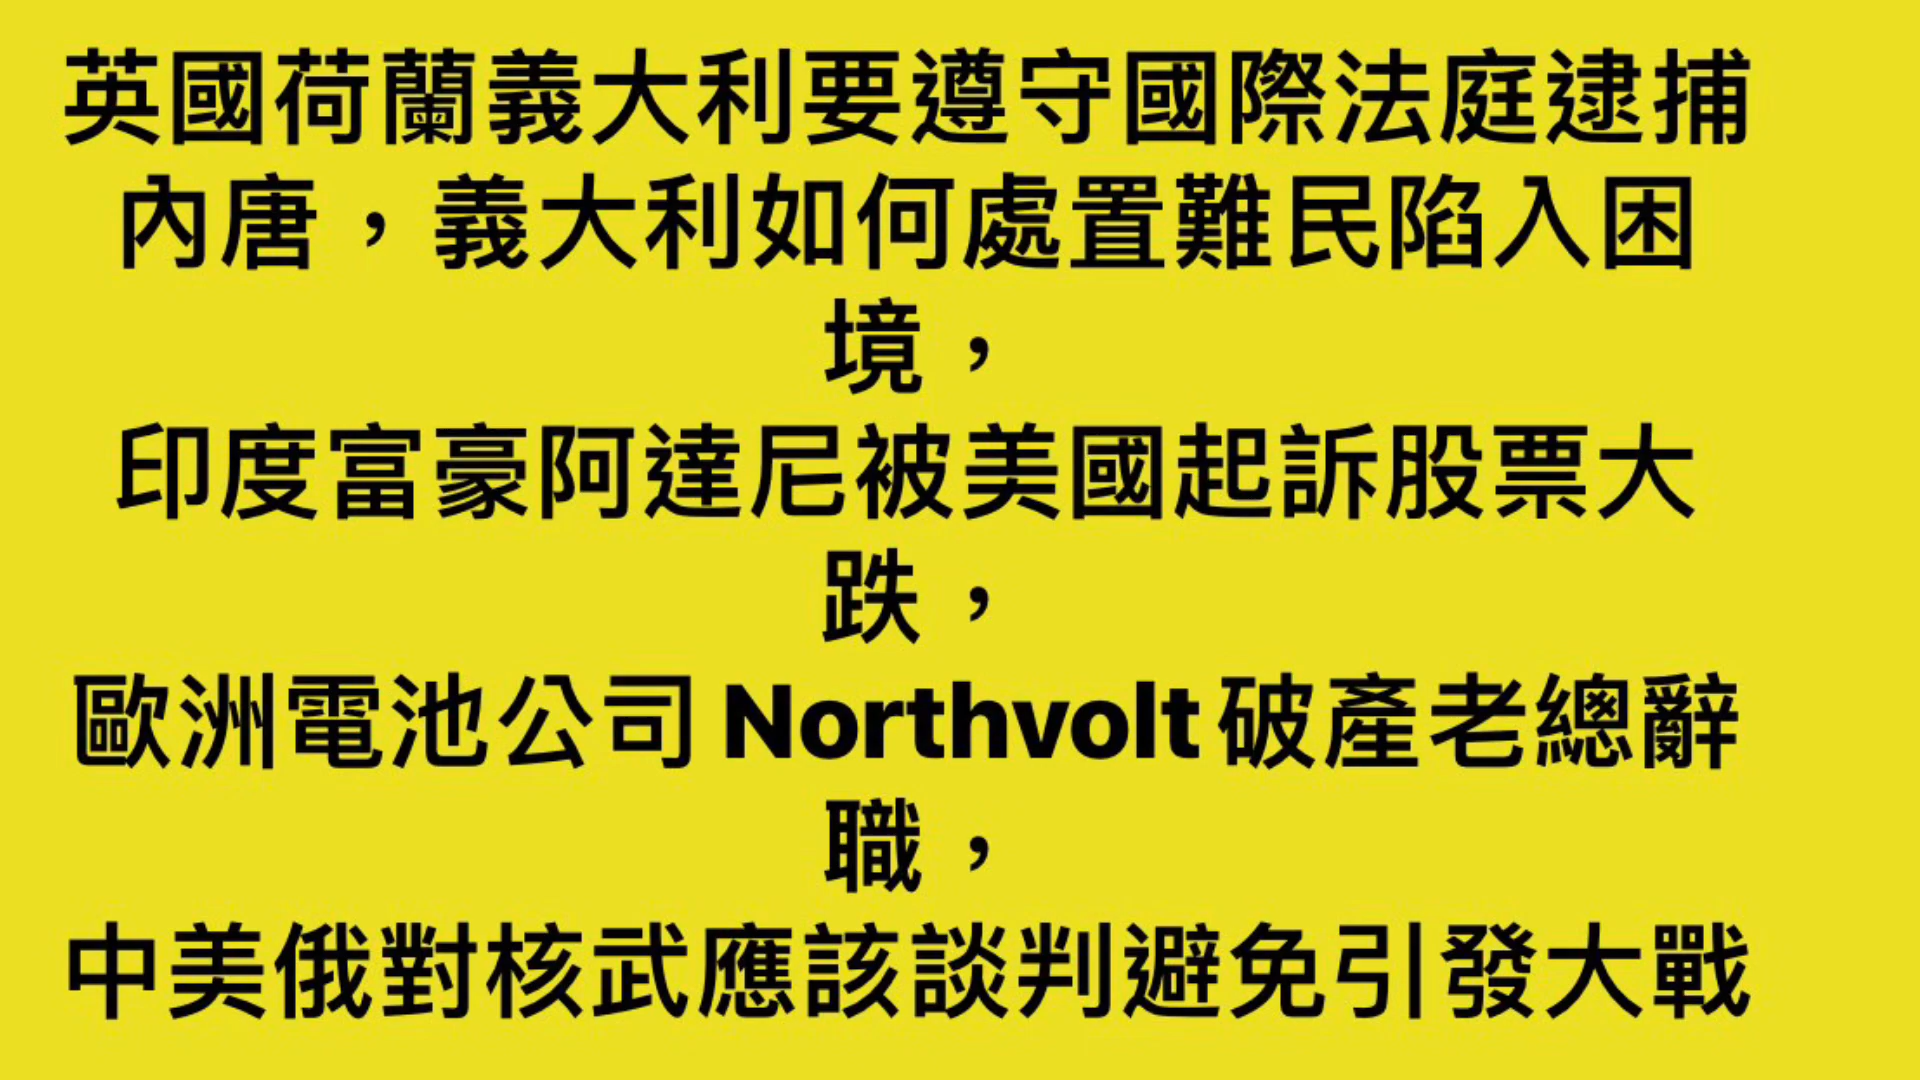 英國荷蘭義大利要遵守國際法庭逮捕
內唐，義大利如何處置難民陷入困
境，
印度富豪阿達尼被美國起訴股票大
跌，
歐洲電池公司 Northvolt 破產老總辭
職，
中美俄對核武應該談判避免引發大戰